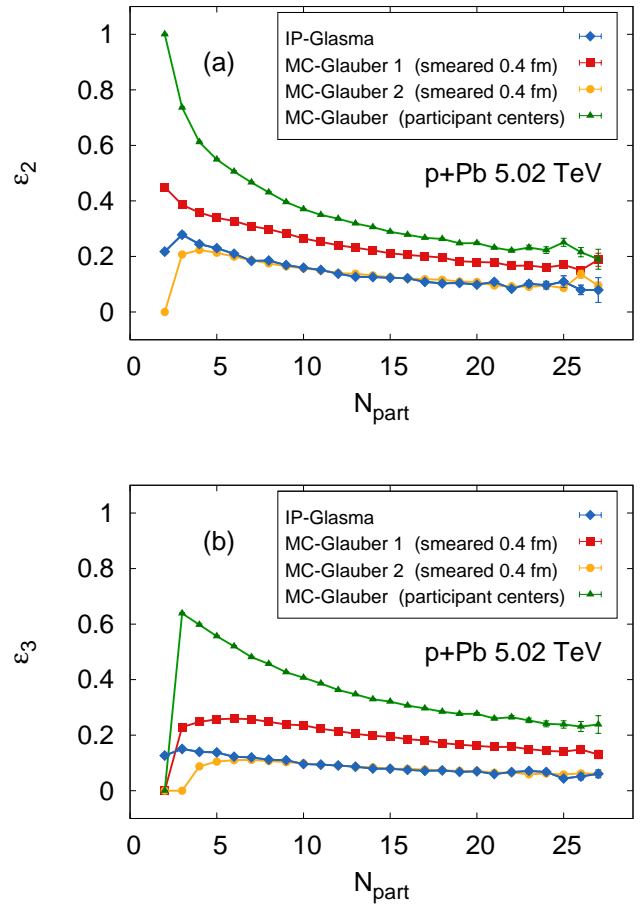 (a)
IP-Glasma
MC-Glauber 1 (smeared 0.4 fm)
MC-Glauber 2 (smeared 0.4 fm)
MC-Glauber (participant centers)
p+Pb 5.02 TeV
ε2
1
0.8
0.6
0.4
0.2
0
0 5 10 15 20 25
Npart
(b)
IP-Glasma
MC-Glauber 1 (smeared 0.4 fm)
MC-Glauber 2 (smeared 0.4 fm)
MC-Glauber (participant centers)
p+Pb 5.02 TeV
ε3
1
0.8
0.6
0.4
0.2
0
0 5 10 15 20 25
Npart